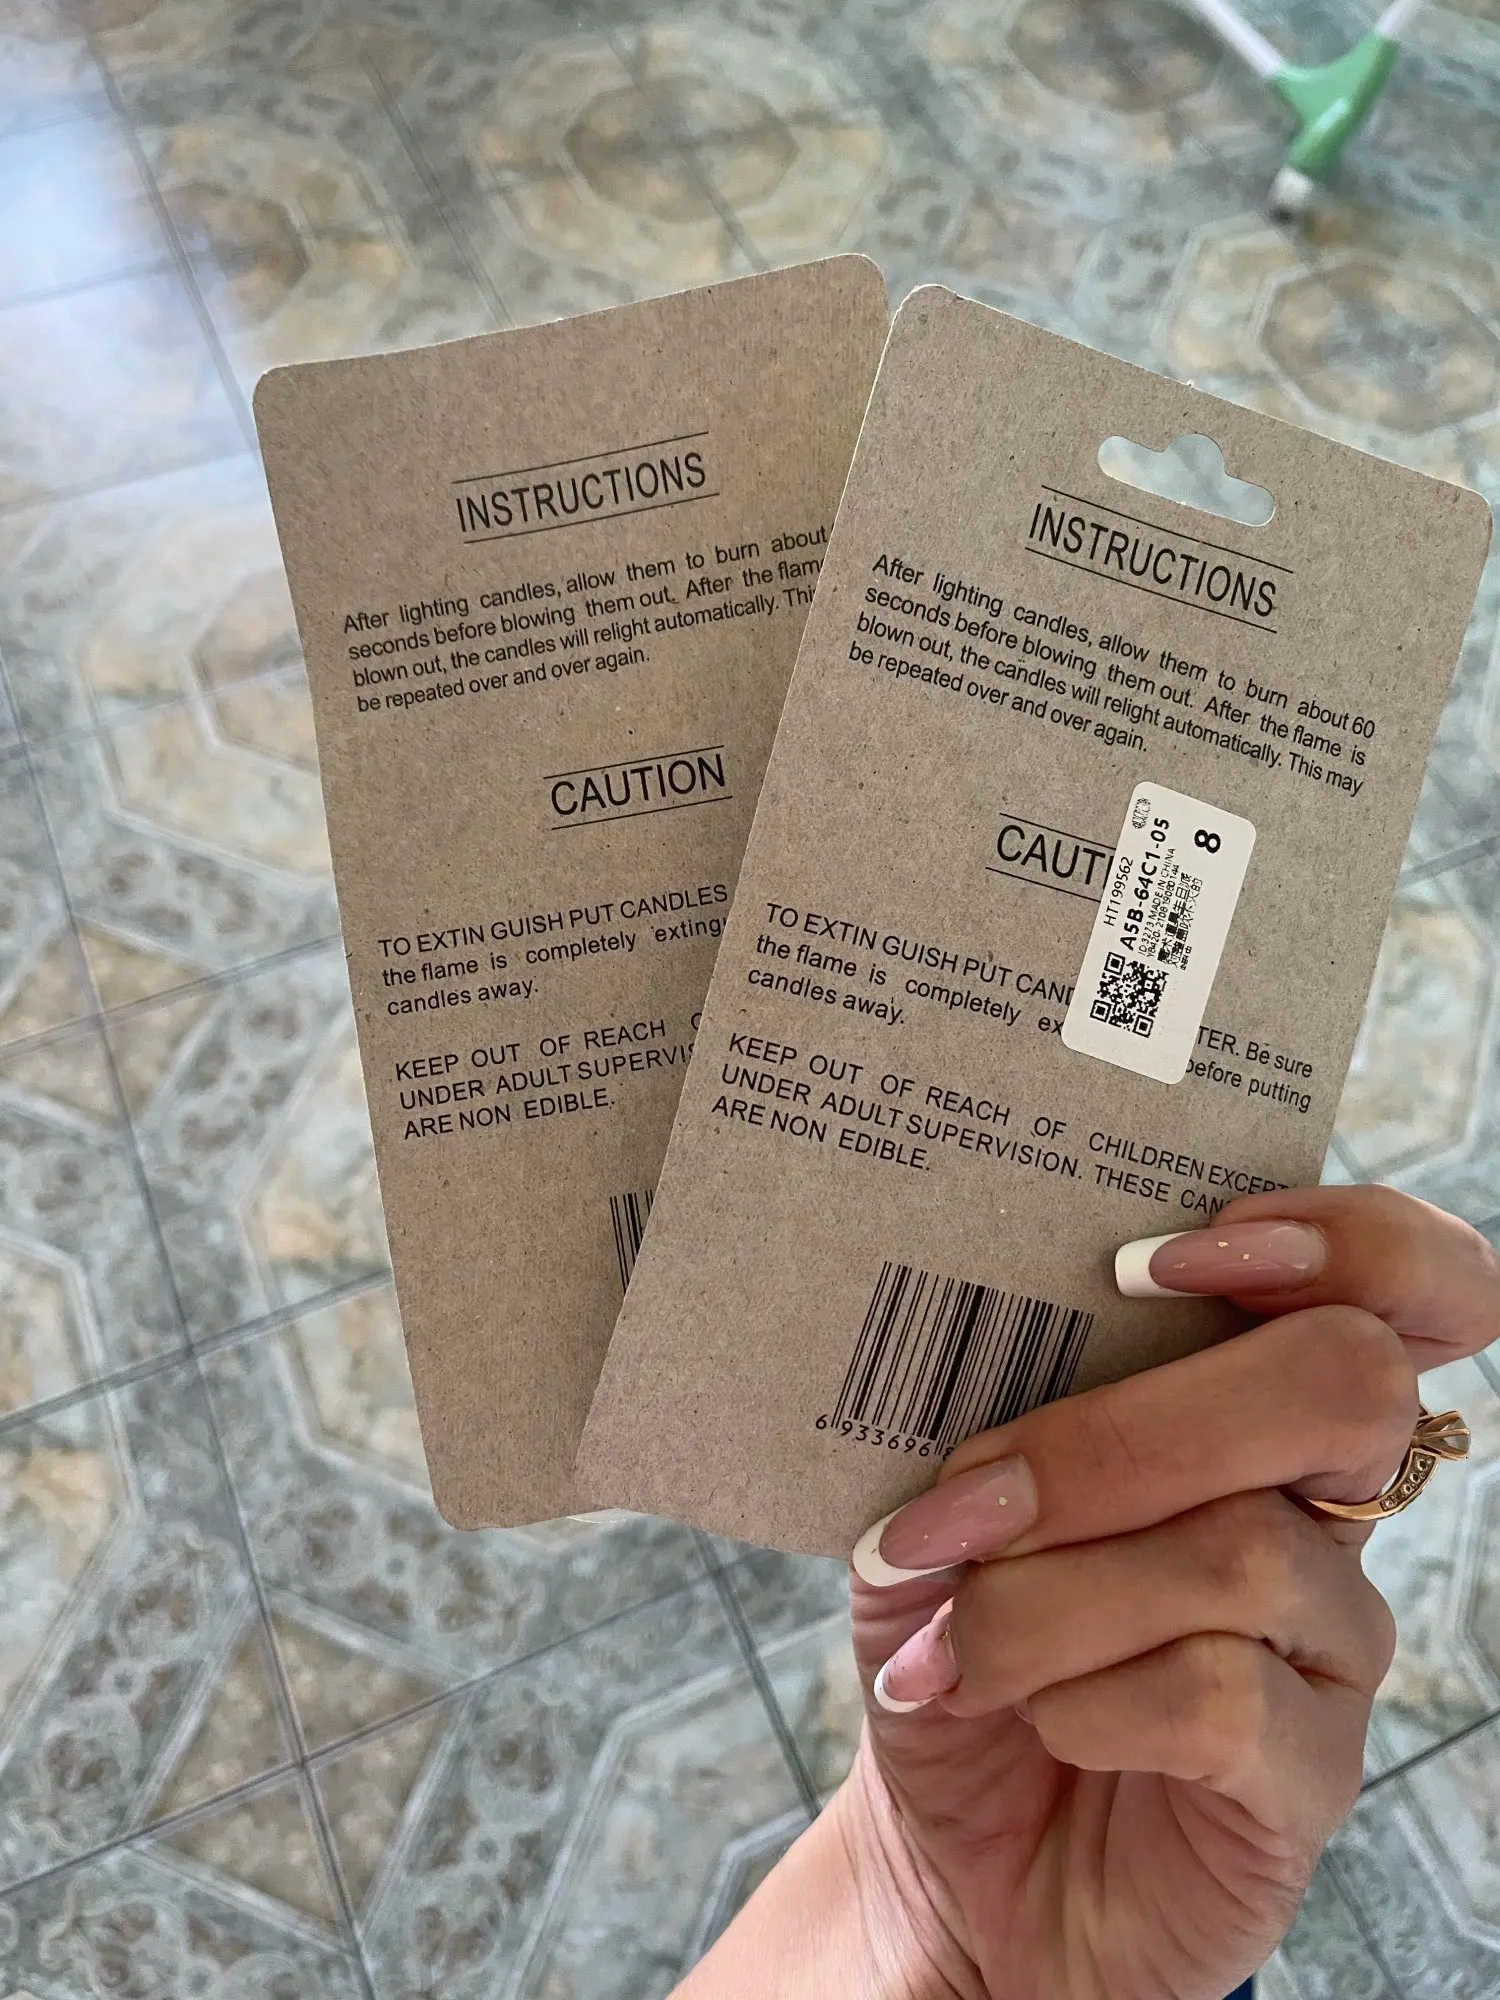 INSTRUCTIONS
After lighting candles, allow them to burn about
seconds before blowing them out. After the flam
blown out, the candles will relight automatically. Thi
be repeated over and over again.
CAUTION
TO EXTIN GUISH PUT CANDLES
the flame is completely extingu
candles away.
KEEP OUT OF REACH
UNDER ADULT SUPERVIS
ARE NON EDIBLE.
INSTRUCTIONS
After lighting candles, allow them to burn about 60
seconds before blowing them out. After the flame is
blown out, the candles will relight automatically. This may
be repeated over and over again.
CAUTI
TO EXTIN GUISH PUT CAND TER. Be sure
the flame is completely ex before putting
candles away.
KEEP OUT OF REACH OF CHILDREN EXCEPT
UNDER ADULT SUPERVISION. THESE CAN
ARE NON EDIBLE.
6 933696
HT199562
A5B-64C1-05
MADE IN CHINA
8